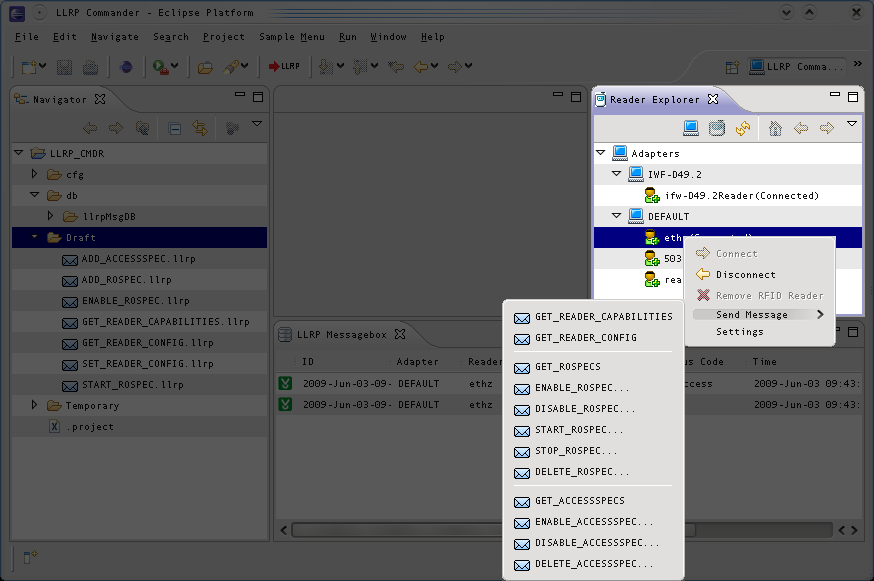 LLRP Commander - Eclipse Platform
File Edit Navigate Search Project Sample Menu Run Window Help
LLRP
LLRP Comma...
Navigator
LLRP_CMDR
cfg
db
llrpMsgDB
Draft
ADD_ACCESSSPEC.llrp
ADD_ROSPEC.llrp
ENABLE_ROSPEC.llrp
GET_READER_CAPABILITIES.llrp
GET_READER_CONFIG.llrp
SET_READER_CONFIG.llrp
START_ROSPEC.llrp
Temporary
.project
Reader Explorer
Adapters
IWF-D49.2
ifw-D49.2Reader(Connected)
DEFAULT
503
rea
Connect
Disconnect
Remove RFID Reader
Send Message
Settings
LLRP Messagebox
ID Adapter Reader Code Time
2009-Jun-03-09- DEFAULT ethz 2009-Jun-03 09:43:
2009-Jun-03-09- DEFAULT ethz 2009-Jun-03 09:43:
GET_READER_CAPABILITIES
GET_READER_CONFIG
GET_ROSPECS
ENABLE_ROSPEC...
DISABLE_ROSPEC...
START_ROSPEC...
STOP_ROSPEC...
DELETE_ROSPEC...
GET_ACCESSSPECS
ENABLE_ACCESSSPEC...
DISABLE_ACCESSSPEC...
DELETE_ACCESSSPEC...